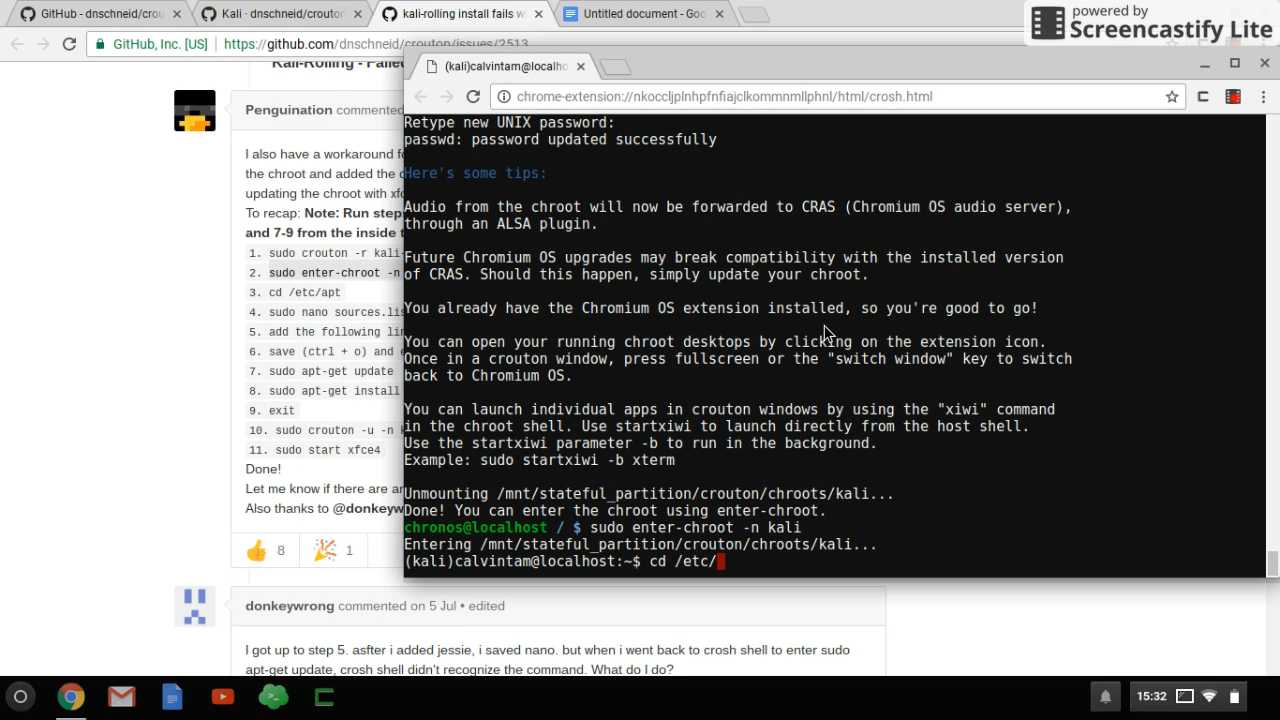 GitHub - dnschneid/crou
Kali · dnschneid/crouton
kali-rolling install fails w
Untitled document - Goo
powered by
Screencastify Lite
GitHub, Inc. [US]
https://github.com/dnschneid/crouton/issues/2513
Kali-Rolling - Failed
(kali)calvintam@localho
chrome-extension://nkoccljplnhpfnfiajclkommnmllphnl/html/crosh.html
Penguination commented
I also have a workaround fo
the chroot and added the
updating the chroot with xfc
To recap: Note: Run step
and 7-9 from the inside t
1. sudo crouton -r kali-
2. sudo enter-chroot -n
3. cd /etc/apt
4. sudo nano sources.lis
5. add the following lin
6. save (ctrl + o) and e
7. sudo apt-get update
8. sudo apt-get install
9. exit
10. sudo crouton -u -n k
11. sudo start xfce4
Done!
Let me know if there are an
Also thanks to @donkeyw
8
1
Retype new UNIX password:
passwd: password updated successfully
Here's some tips:
Audio from the chroot will now be forwarded to CRAS (Chromium OS audio server),
through an ALSA plugin.
Future Chromium OS upgrades may break compatibility with the installed version
of CRAS. Should this happen, simply update your chroot.
You already have the Chromium OS extension installed, so you're good to go!
You can open your running chroot desktops by clicking on the extension icon.
Once in a crouton window, press fullscreen or the "switch window" key to switch
back to Chromium OS.
You can launch individual apps in crouton windows by using the "xiwi" command
in the chroot shell. Use startxiwi to launch directly from the host shell.
Use the startxiwi parameter -b to run in the background.
Example: sudo startxiwi -b xterm
Unmounting /mnt/stateful_partition/crouton/chroots/kali...
Done! You can enter the chroot using enter-chroot.
chronos@localhost / $ sudo enter-chroot -n kali
Entering /mnt/stateful_partition/crouton/chroots/kali...
(kali)calvintam@localhost:~$ cd /etc/
donkeywrong commented on 5 Jul • edited
I got up to step 5. asfter i added jessie, i saved nano. but when i went back to crosh shell to enter sudo
apt-get update, crosh shell didn't recognize the command. What do I do?
15:32